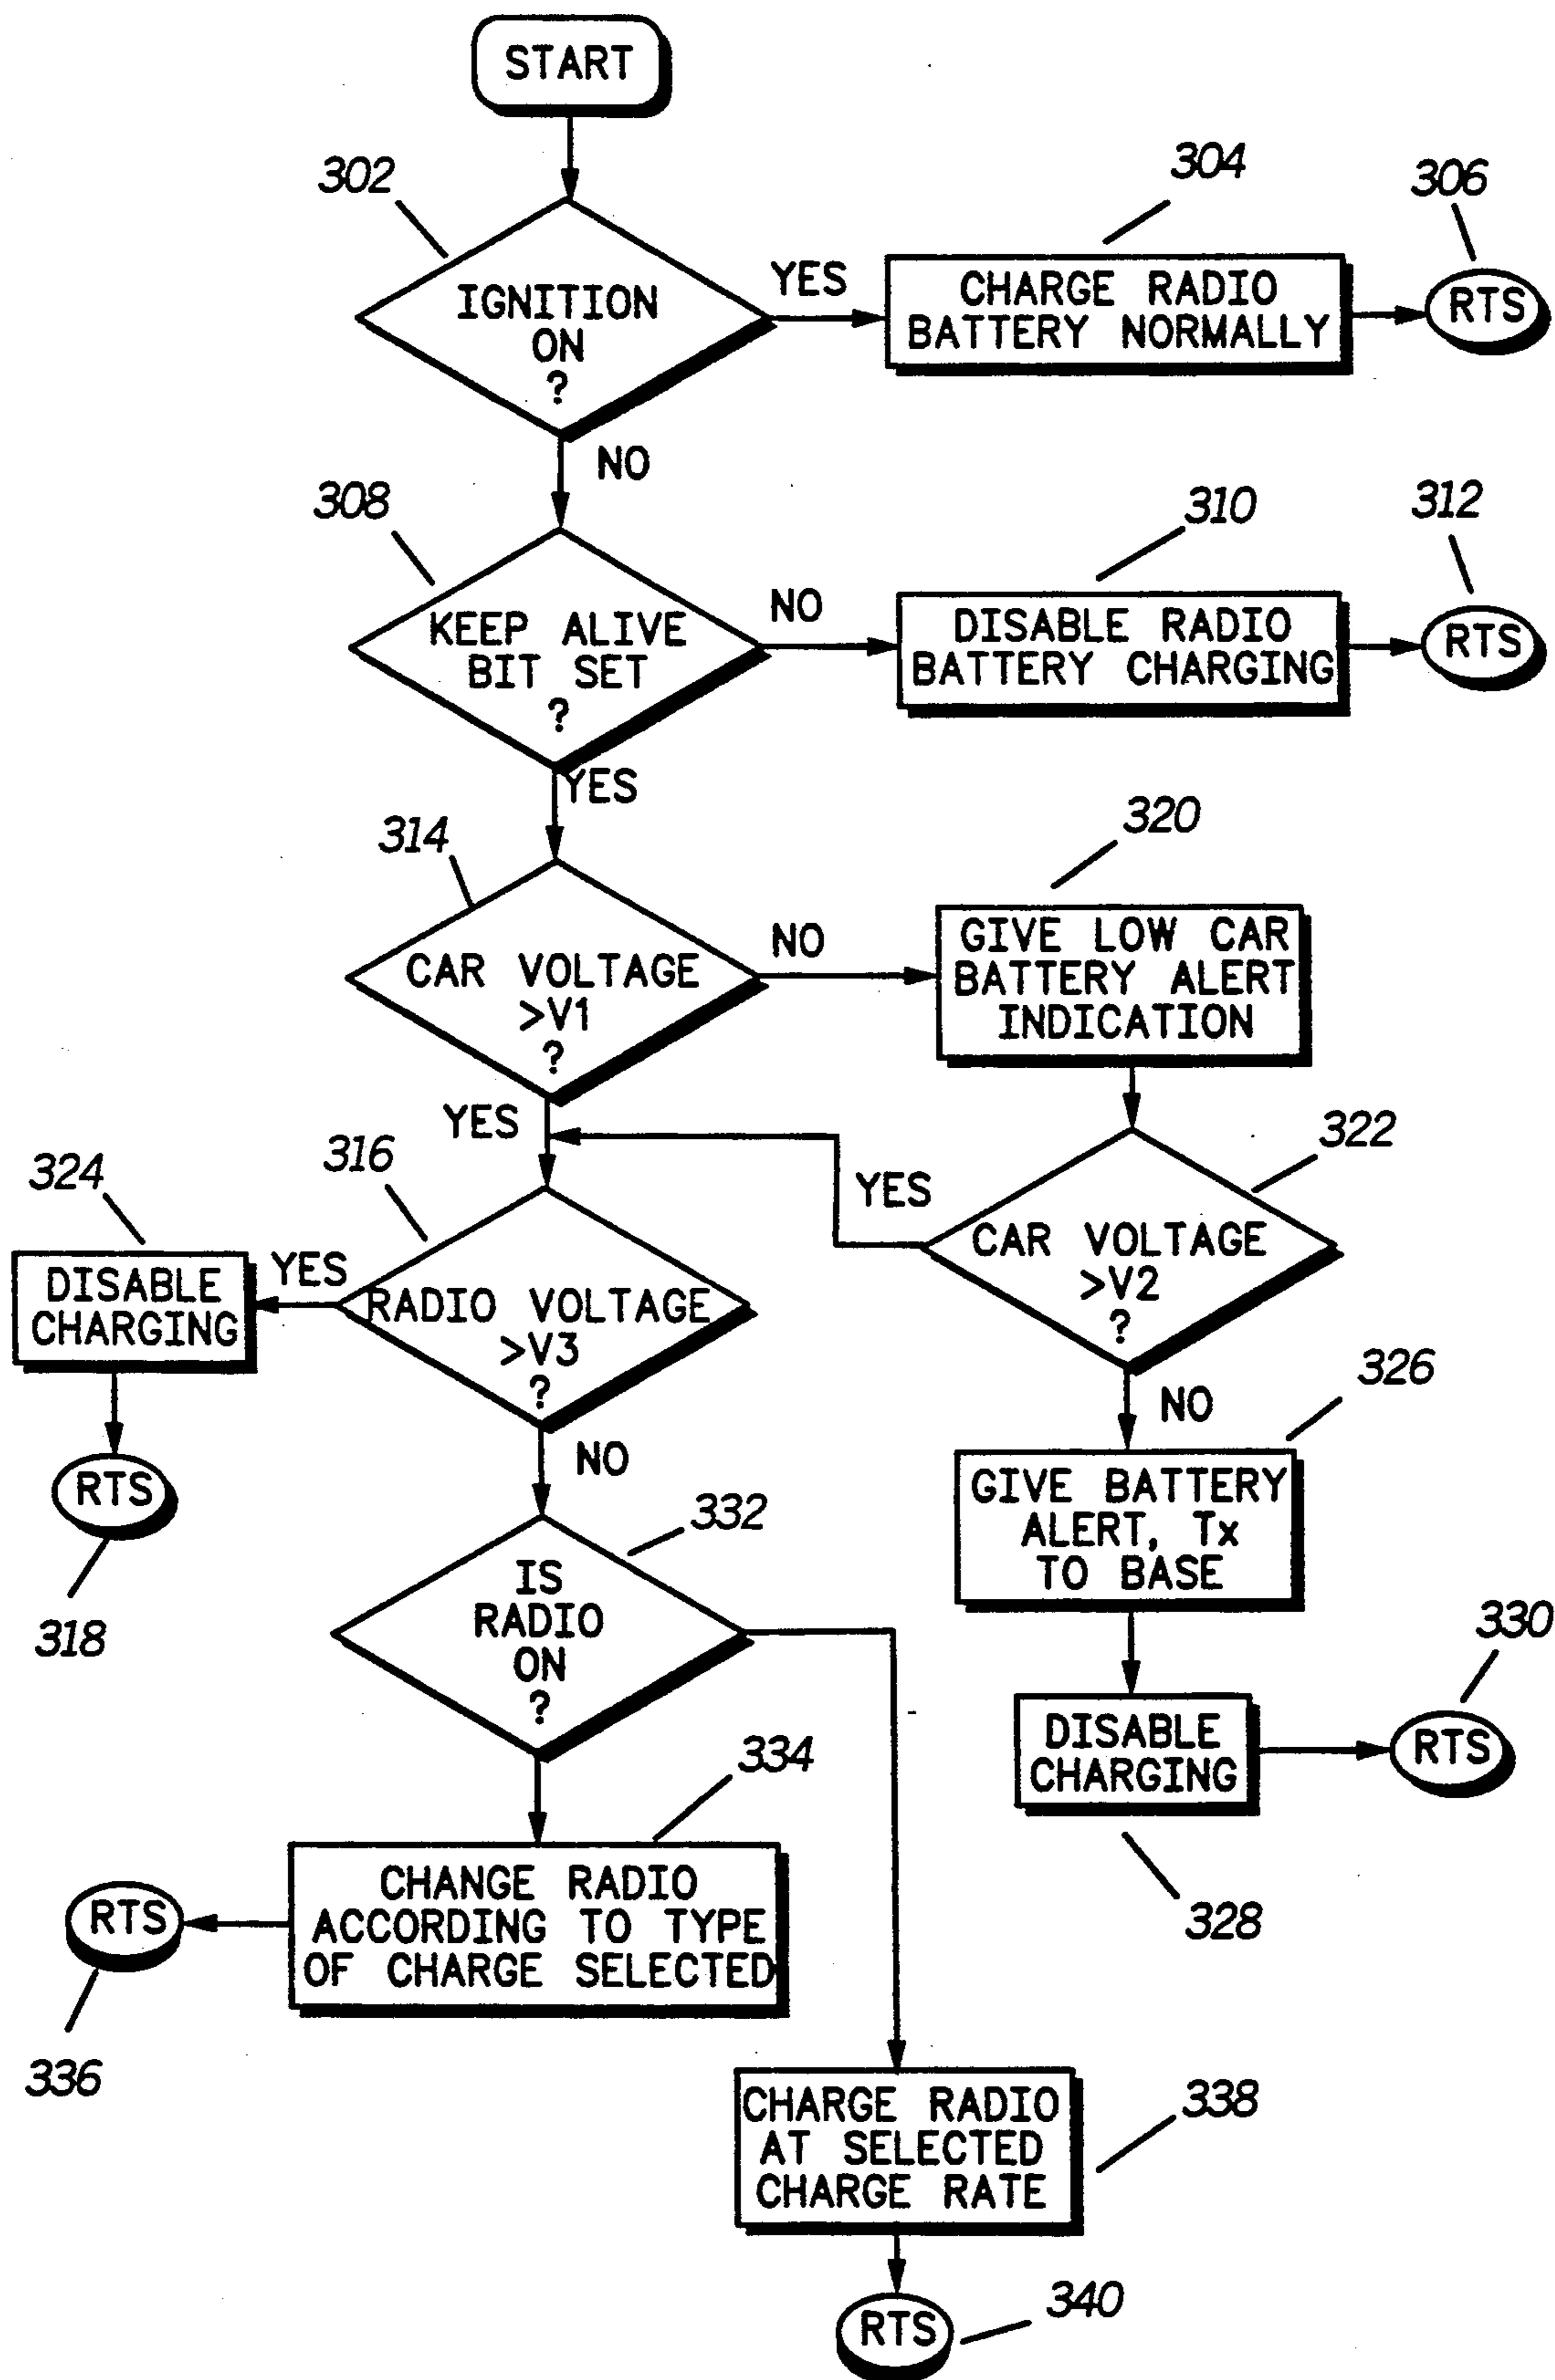 START
302
304
306
IGNITION
ON
?
YES
CHARGE RADIO
BATTERY NORMALLY
RTS
NO
308
310
312
KEEP ALIVE
BIT SET
?
NO
DISABLE RADIO
BATTERY CHARGING
RTS
YES
314
320
CAR VOLTAGE
>V1
?
NO
GIVE LOW CAR
BATTERY ALERT
INDICATION
YES
316
322
324
YES
CAR VOLTAGE
>V2
?
DISABLE
CHARGING
YES
RADIO VOLTAGE
>V3
?
326
NO
RTS
318
NO
GIVE BATTERY
ALERT, Tx
TO BASE
332
IS
RADIO
ON
?
330
DISABLE
CHARGING
RTS
328
334
CHANGE RADIO
ACCORDING TO TYPE
OF CHARGE SELECTED
RTS
336
CHARGE RADIO
AT SELECTED
CHARGE RATE
338
RTS
340